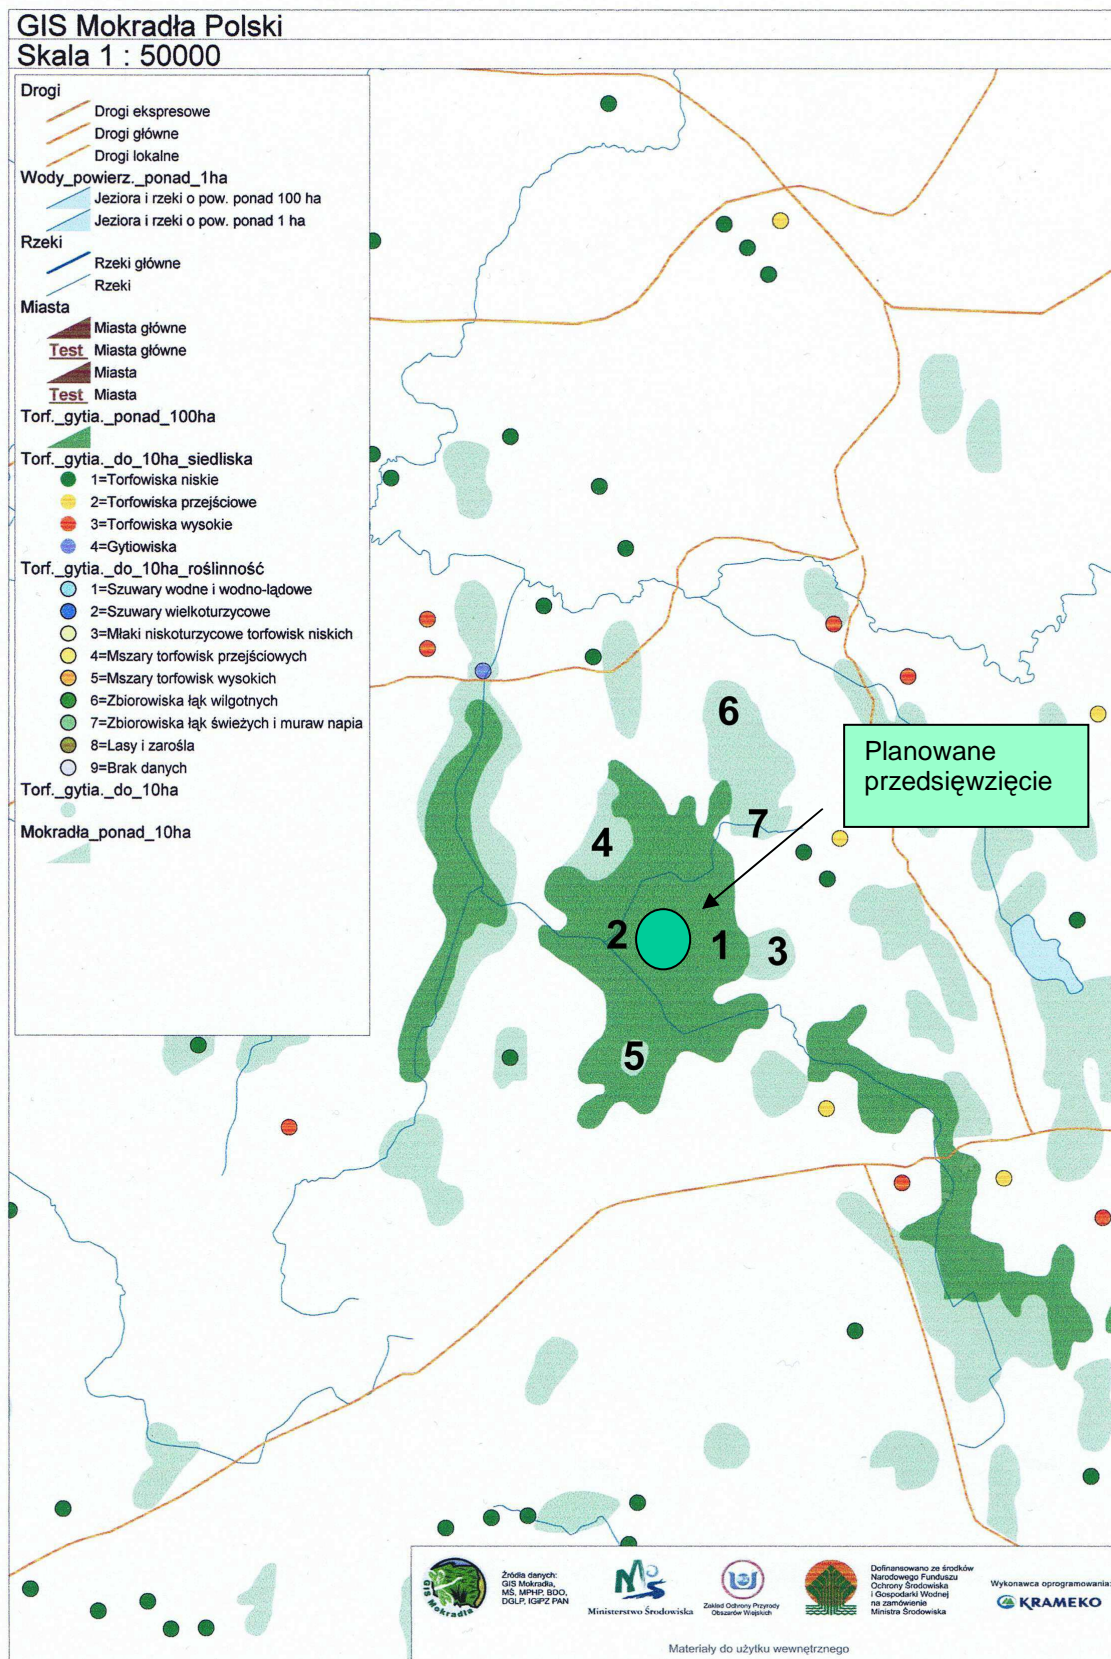 GIS Mokradła Polski
Skala 1 : 50000
Drogi
Drogi ekspresowe
Drogi główne
Drogi lokalne
Wody_powierz._ponad_1ha
Jeziora i rzeki o pow. ponad 100 ha
Jeziora i rzeki o pow. ponad 1 ha
Rzeki
Rzeki główne
Rzeki
Miasta
Miasta główne
Test Miasta główne
Miasta
Test Miasta
Torf._gytia._ponad_100ha
Torf._gytia._do_10ha_siedliska
1=Torfowiska niskie
2=Torfowiska przejściowe
3=Torfowiska wysokie
4=Gytiowiska
Torf._gytia._do_10ha_roślinność
1=Szuwary wodne i wodno-lądowe
2=Szuwary wielkoturzycowe
3=Młaki niskoturzycowe torfowisk niskich
4=Mszary torfowisk przejściowych
5=Mszary torfowisk wysokich
6=Zbiorowiska łąk wilgotnych
7=Zbiorowiska łąk świeżych i muraw napia
8=Lasy i zarośla
9=Brak danych
Torf._gytia._do_10ha
Mokradła_ponad_10ha
6
Planowane
przedsięwzięcie
7
4
2
1
3
5
GIS Mokradła
Źródła danych:
GIS Mokradła,
MŚ, MPHP, BDO,
DGLP, IGiPZ PAN
MŚ
Ministerstwo Środowiska
Zakład Ochrony Przyrody
Obszarów Wiejskich
Dofinansowano ze środków
Narodowego Funduszu
Ochrony Środowiska
i Gospodarki Wodnej
na zamówienie
Ministra Środowiska
Wykonawca oprogramowania:
KRAMEKO
Materiały do użytku wewnętrznego